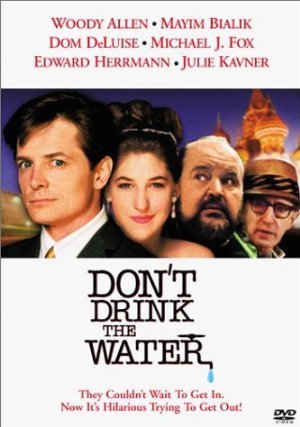 WOODY ALLEN • MAYIM BIALIK
DOM DELUISE • MICHAEL J. FOX
EDWARD HERRMANN • JULIE KAVNER
DON'T
DRINK
THE
WATER
They Couldn't Wait To Get In.
Now It's Hilarious Trying To Get Out!
DVD
VIDEO